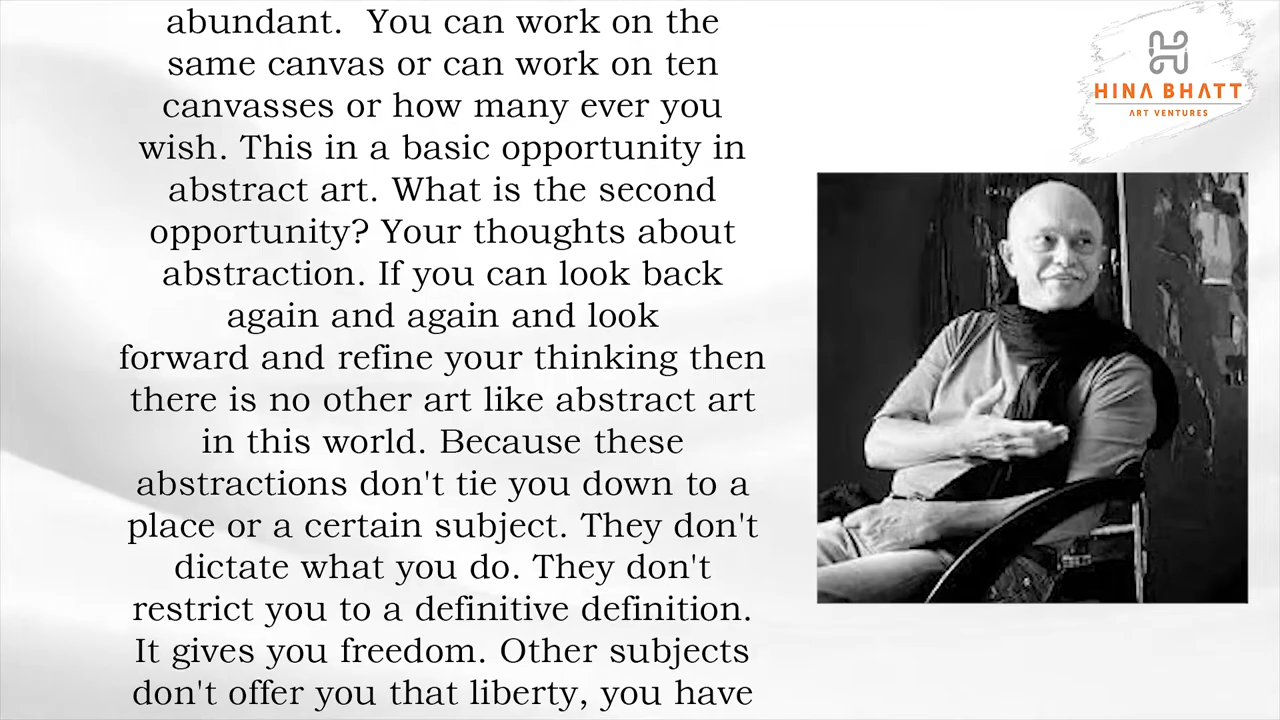 abundant.  You can work on the
same canvas or can work on ten
canvasses or how many ever you
wish. This in a basic opportunity in
abstract art. What is the second
opportunity? Your thoughts about
abstraction. If you can look back
again and again and look
forward and refine your thinking then
there is no other art like abstract art
in this world. Because these
abstractions don't tie you down to a
place or a certain subject. They don't
dictate what you do. They don't
restrict you to a definitive definition.
It gives you freedom. Other subjects
don't offer you that liberty, you have
HINA BHATT
ART VENTURES